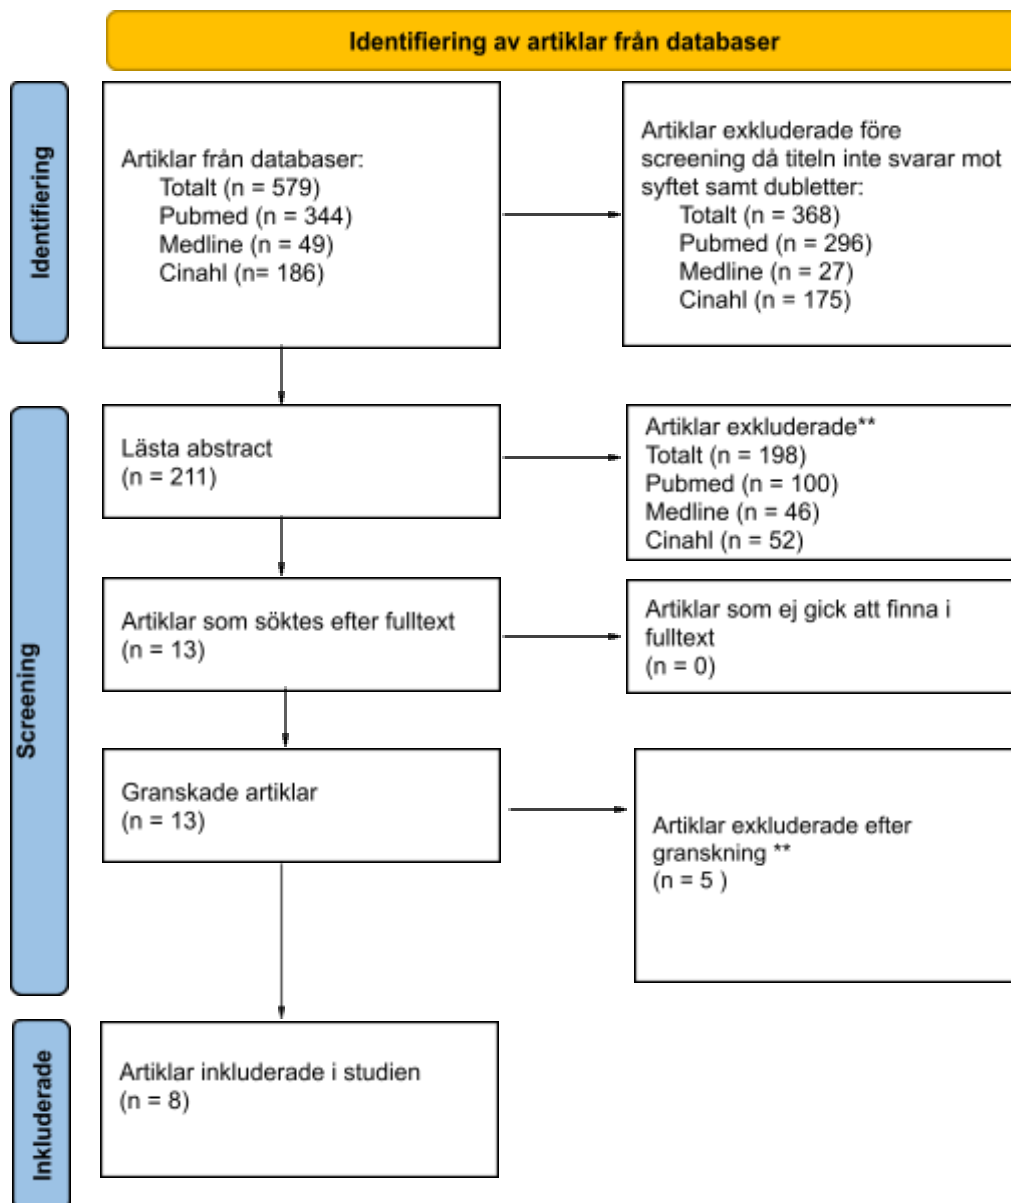 Identifiering av artiklar från databaser
Identifiering
Artiklar från databaser:
Totalt (n = 579)
Pubmed (n = 344)
Medline (n = 49)
Cinahl (n= 186)
Artiklar exkluderade före
screening då titeln inte svarar mot
syftet samt dubletter:
Totalt (n = 368)
Pubmed (n = 296)
Medline (n = 27)
Cinahl (n = 175)
Screening
Lästa abstract
(n = 211)
Artiklar exkluderade**
Totalt (n = 198)
Pubmed (n = 100)
Medline (n = 46)
Cinahl (n = 52)
Artiklar som söktes efter fulltext
(n = 13)
Artiklar som ej gick att finna i
fulltext
(n = 0)
Granskade artiklar
(n = 13)
Artiklar exkluderade efter
granskning **
(n = 5 )
Inkluderade
Artiklar inkluderade i studien
(n = 8)